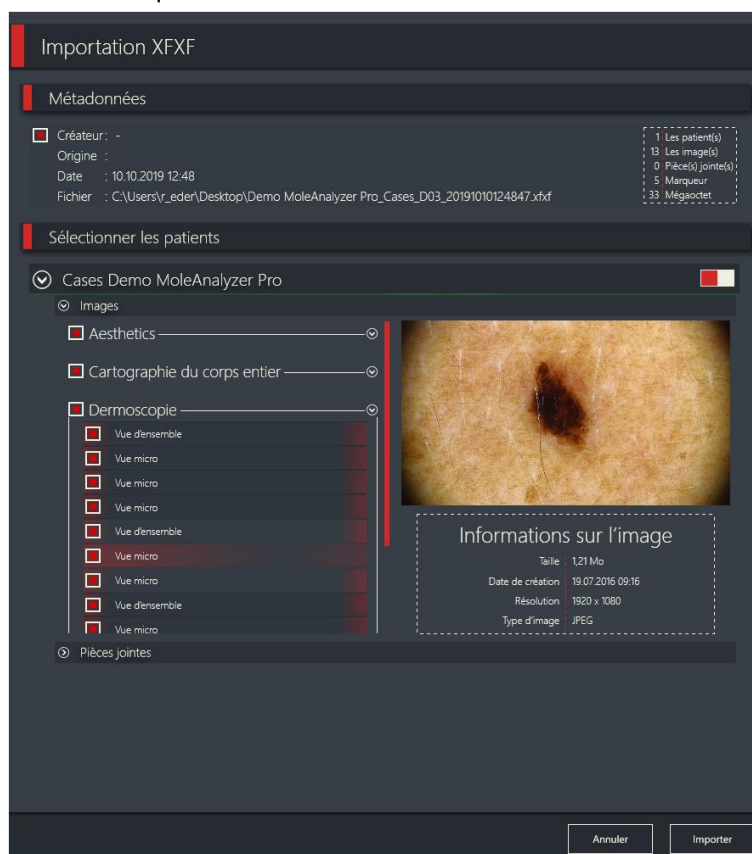 Importation XFXF
Métadonnées
Créateur: -
Origine :
Date : 10.10.2019 12:48
Fichier : C:\Users\r_eder\Desktop\Demo MoleAnalyzer Pro_Cases_D03_20191010124847.xfxf
1 Les patient(s)
13 Les image(s)
0 Pièce(s) jointe(s)
5 Marqueur
33 Mégaoctet
Sélectionner les patients
Cases Demo MoleAnalyzer Pro
Images
Aesthetics
Cartographie du corps entier
Dermoscopie
Vue d'ensemble
Vue micro
Vue micro
Vue micro
Vue d'ensemble
Vue micro
Vue micro
Vue d'ensemble
Vue micro
Informations sur l'image
Taille 1,21 Mo
Date de création 19.07.2016 09:16
Résolution 1920 x 1080
Type d'image JPEG
Pièces jointes
Annuler
Importer